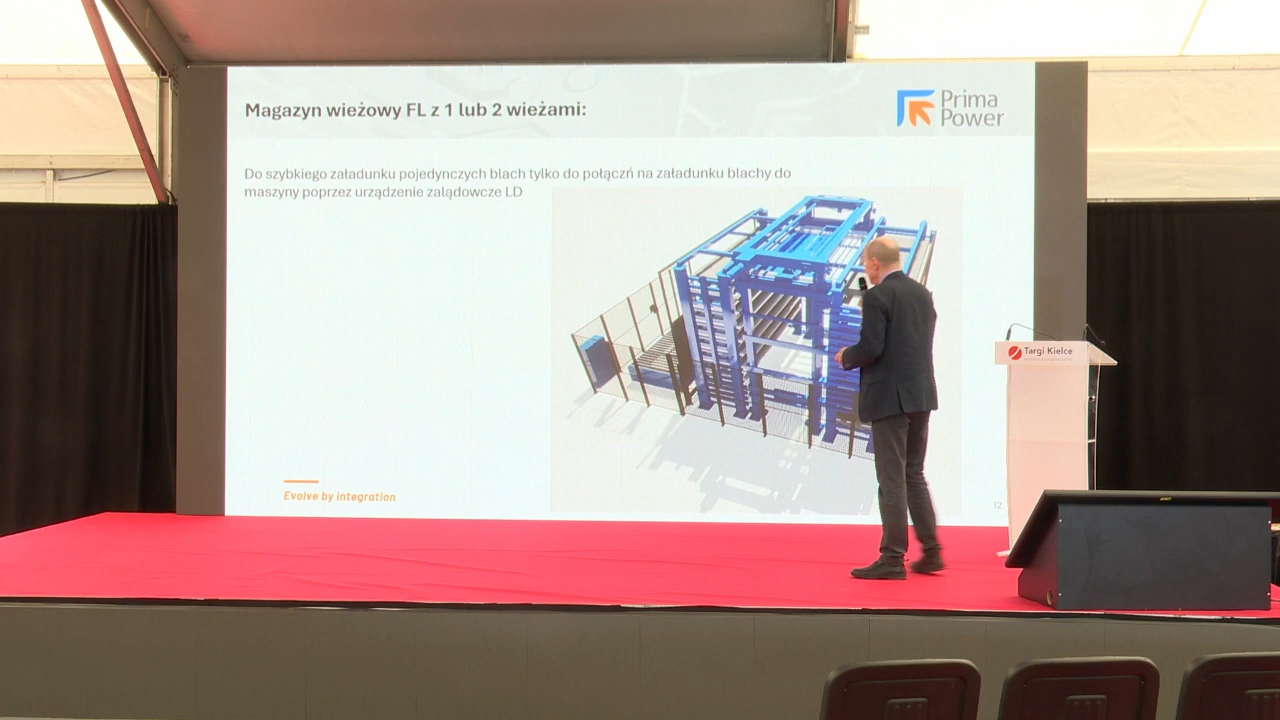 Magazyn wieżowy FL z 1 lub 2 wieżami:
Prima
Power
Do szybkiego załadunku pojedynczych blach tylko do połączń na załadunku blachy do
maszyny poprzez urządzenie zalądowcze LD
Targi Kielce
Evolve by integration
12